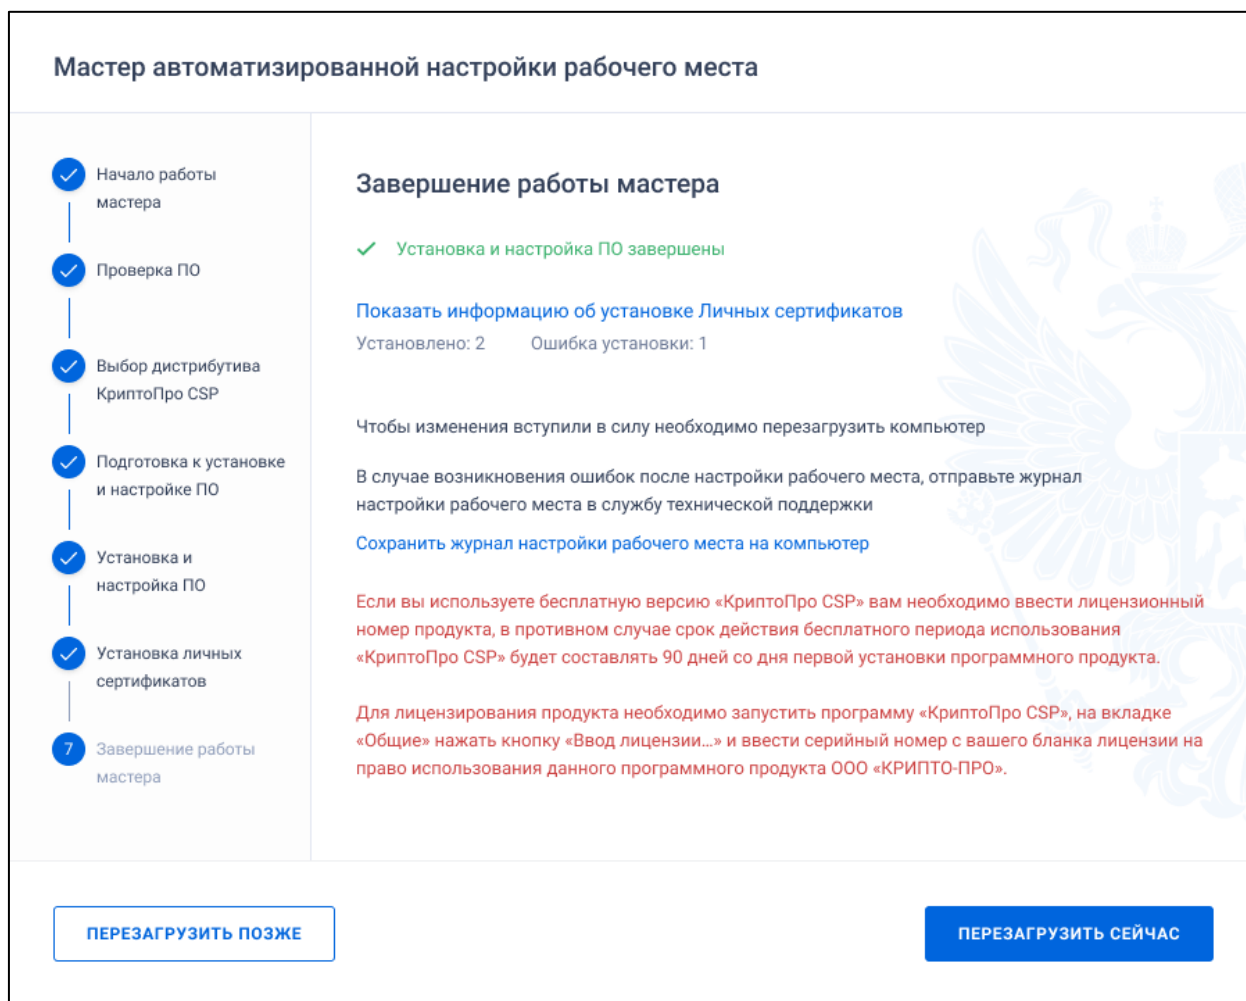 Мастер автоматизированной настройки рабочего места
Начало работы
мастера
Проверка ПО
Выбор дистрибутива
КриптоПро CSP
Подготовка к установке
и настройке ПО
Установка и
настройка ПО
Установка личных
сертификатов
7 Завершение работы
мастера
Завершение работы мастера
Установка и настройка ПО завершены
Показать информацию об установке Личных сертификатов
Установлено: 2 Ошибка установки: 1
Чтобы изменения вступили в силу необходимо перезагрузить компьютер
В случае возникновения ошибок после настройки рабочего места, отправьте журнал
настройки рабочего места в службу технической поддержки
Сохранить журнал настройки рабочего места на компьютер
Если вы используете бесплатную версию «КриптоПро CSP» вам необходимо ввести лицензионный
номер продукта, в противном случае срок действия бесплатного периода использования
«КриптоПро CSP» будет составлять 90 дней со дня первой установки программного продукта.
Для лицензирования продукта необходимо запустить программу «КриптоПро CSP», на вкладке
«Общие» нажать кнопку «Ввод лицензии...» и ввести серийный номер с вашего бланка лицензии на
право использования данного программного продукта ООО «КРИПТО-ПРО».
ПЕРЕЗАГРУЗИТЬ ПОЗЖЕ
ПЕРЕЗАГРУЗИТЬ СЕЙЧАС